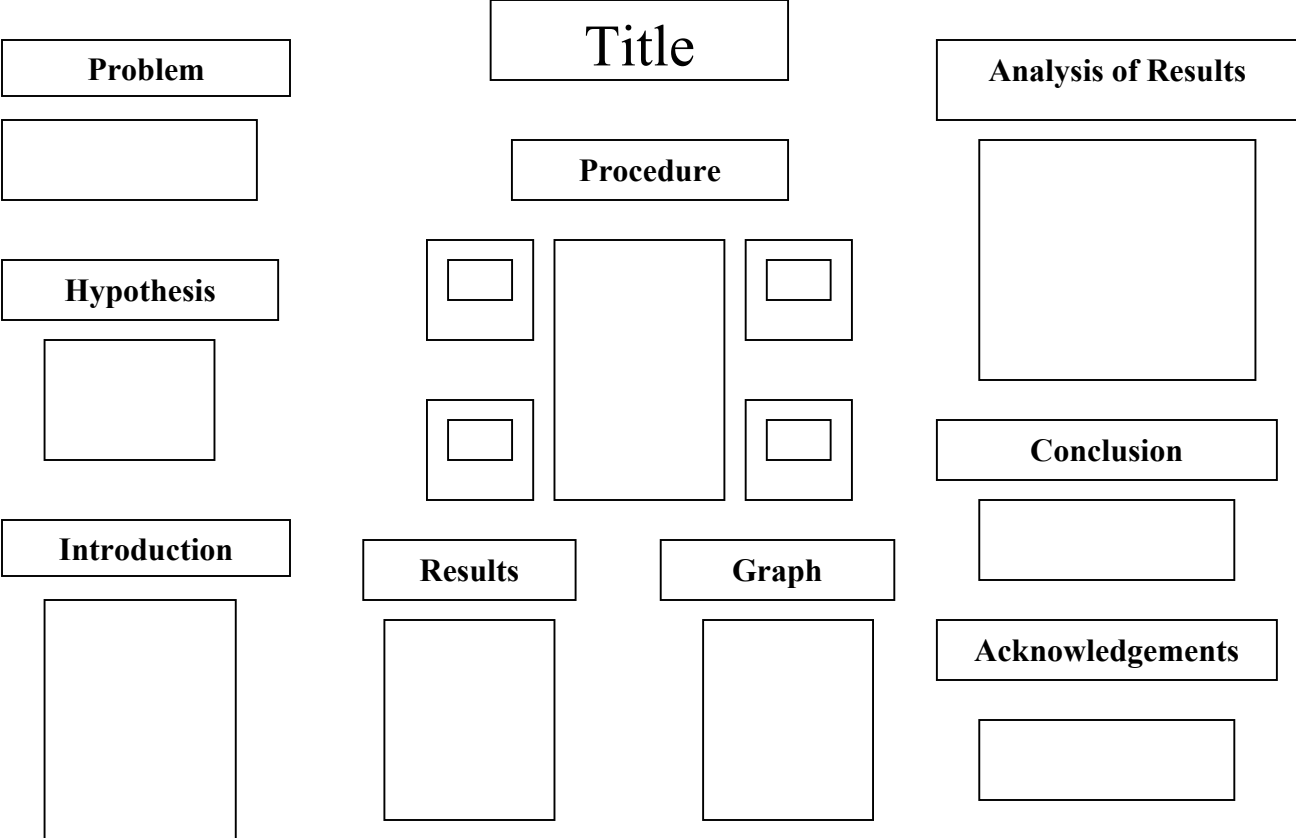 Title
Problem
Analysis of Results
Procedure
Hypothesis
Conclusion
Introduction
Results
Graph
Acknowledgements